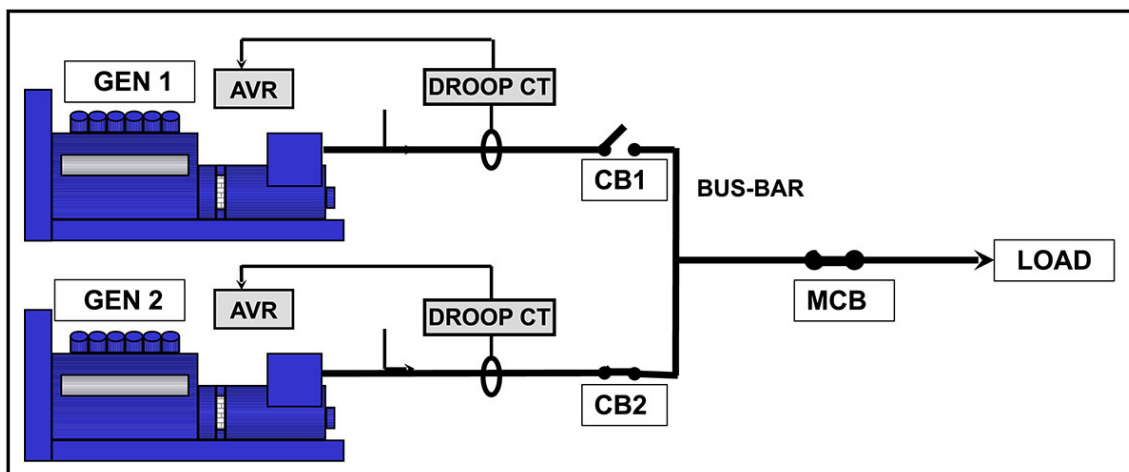 GEN 1
AVR
DROOP CT
CB1
BUS-BAR
LOAD
MCB
GEN 2
AVR
DROOP CT
CB2